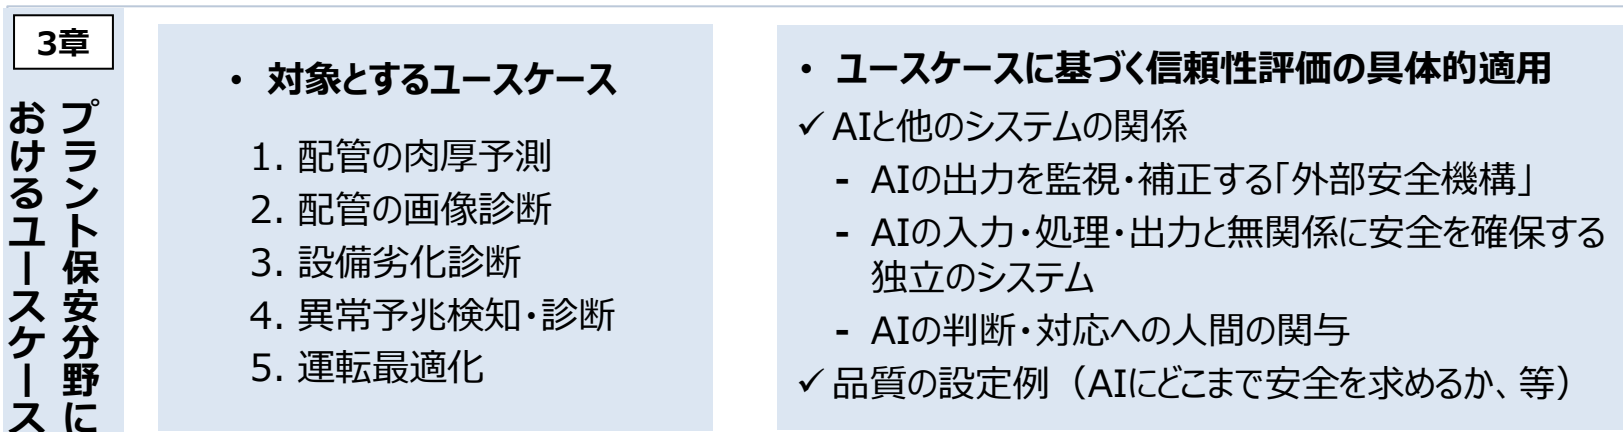 3章
プラント保安分野に
おけるユースケース
• 対象とするユースケース
1. 配管の肉厚予測
2. 配管の画像診断
3. 設備劣化診断
4. 異常予兆検知・診断
5. 運転最適化
• ユースケースに基づく信頼性評価の具体的適用
✓ AIと他のシステムの関係
- AIの出力を監視・補正する「外部安全機構」
- AIの入力・処理・出力と無関係に安全を確保する
独立のシステム
- AIの判断・対応への人間の関与
✓ 品質の設定例（AIにどこまで安全を求めるか、等）